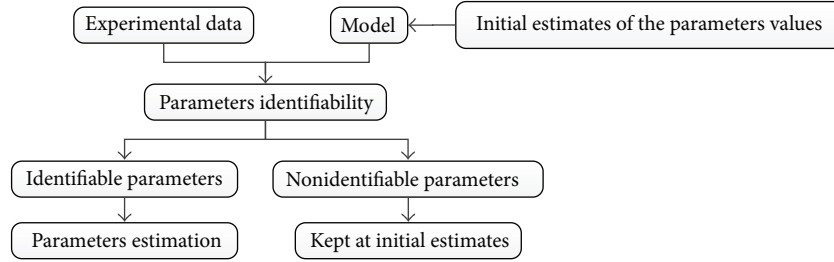 Experimental data
Model
Initial estimates of the parameters values
Parameters identifiability
Identifiable parameters
Nonidentifiable parameters
Parameters estimation
Kept at initial estimates